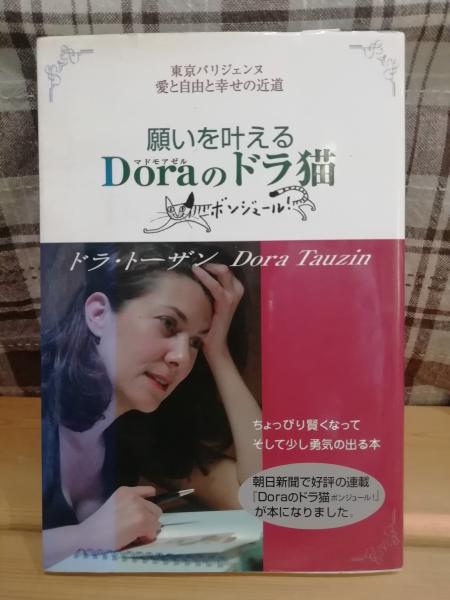 東京パリジェンヌ
愛と自由と幸せの近道
願いを叶える
マドモアゼル
Doraのドラ猫
ボンジュール!
ドラ・トーザン Dora Tauzin
ちょっぴり賢くなって
そして少し勇気の出る本
朝日新聞で好評の連載
『Doraのドラ猫ボンジュール!』
が本になりました。